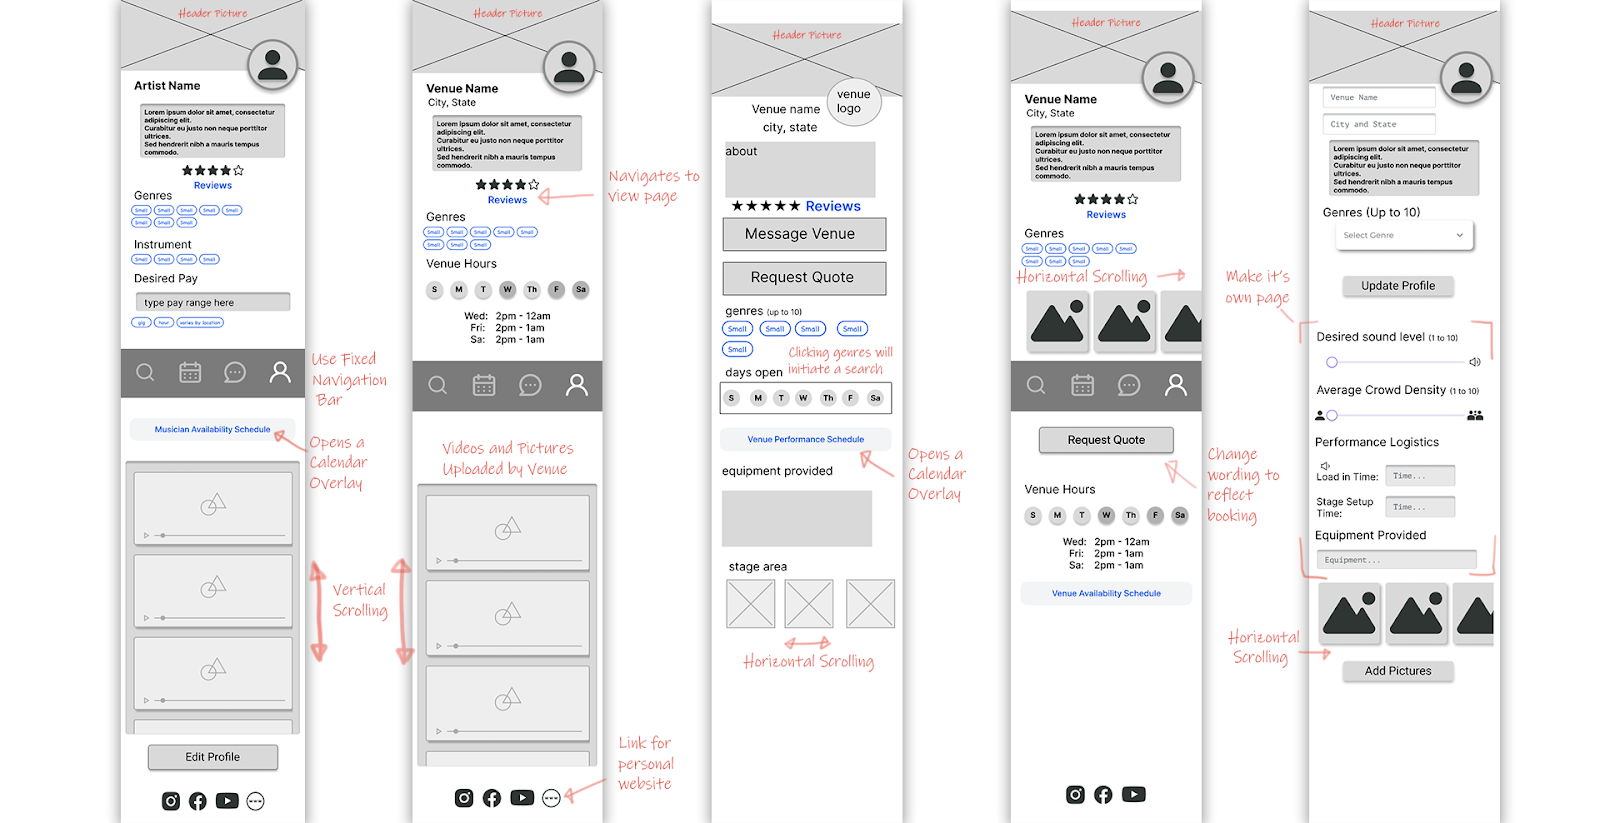 Header Picture
Artist Name
Lorem ipsum dolor sit amet, consectetur
adipiscing elit.
Curabitur eu justo non neque porttitor
ultrices.
Sed hendrerit nibh a mauris tempus
commodo.
Reviews
Genres
Small Small Small Small Small
Small Small Small
Instrument
Small Small Small Small
Desired Pay
type pay range here
gig hour varies by location
Use Fixed
Navigation
Bar
Musician Availability Schedule
Opens a
Calendar
Overlay
Vertical
Scrolling
Edit Profile
Header Picture
Venue Name
City, State
Lorem ipsum dolor sit amet, consectetur
adipiscing elit.
Curabitur eu justo non neque porttitor
ultrices.
Sed hendrerit nibh a mauris tempus
commodo.
Reviews
Navigates to
view page
Genres
Small Small Small Small Small
Small Small Small
Venue Hours
S M T W Th F Sa
Wed: 2pm - 12am
Fri: 2pm - 1am
Sa: 2pm - 1am
Videos and Pictures
Uploaded by Venue
Link for
personal
website
Header Picture
venue
logo
Venue name
city, state
about
Reviews
Message Venue
Request Quote
genres (up to 10)
Small Small Small Small
Small
Clicking genres will
initiate a search
days open
S M T W Th F Sa
Venue Performance Schedule
Opens a
Calendar
Overlay
equipment provided
stage area
Horizontal Scrolling
Header Picture
Venue Name
City, State
Lorem ipsum dolor sit amet, consectetur
adipiscing elit.
Curabitur eu justo non neque porttitor
ultrices.
Sed hendrerit nibh a mauris tempus
commodo.
Reviews
Genres
Small Small Small Small Small
Small Small Small
Horizontal Scrolling
Request Quote
Change
wording to
reflect
booking
Venue Hours
S M T W Th F Sa
Wed: 2pm - 12am
Fri: 2pm - 1am
Sa: 2pm - 1am
Venue Availability Schedule
Header Picture
Venue Name
City and State
Lorem ipsum dolor sit amet, consectetur
adipiscing elit.
Curabitur eu justo non neque porttitor
ultrices.
Sed hendrerit nibh a mauris tempus
commodo.
Genres (Up to 10)
Select Genre
Update Profile
Make it's
own page
Desired sound level (1 to 10)
Average Crowd Density (1 to 10)
Performance Logistics
Load in Time: Time...
Stage Setup
Time: Time...
Equipment Provided
Equipment...
Horizontal
Scrolling
Add Pictures